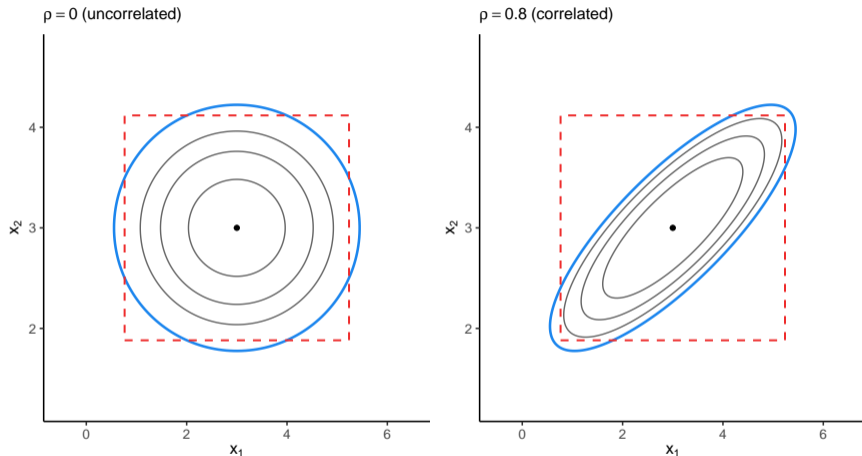 ρ = 0 (uncorrelated)
4
3
2
x₂
0
2
4
6
x₁
ρ = 0.8 (correlated)
4
3
2
x₂
0
2
4
6
x₁